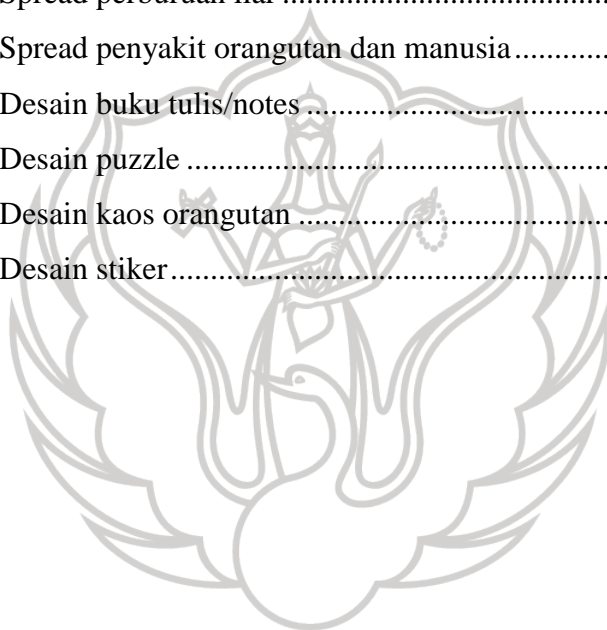 Spread perburuan liar ........................................
Spread penyakit orangutan dan manusia ............
Desain buku tulis/notes ......................................
Desain puzzle .....................................................
Desain kaos orangutan .......................................
Desain stiker .......................................................